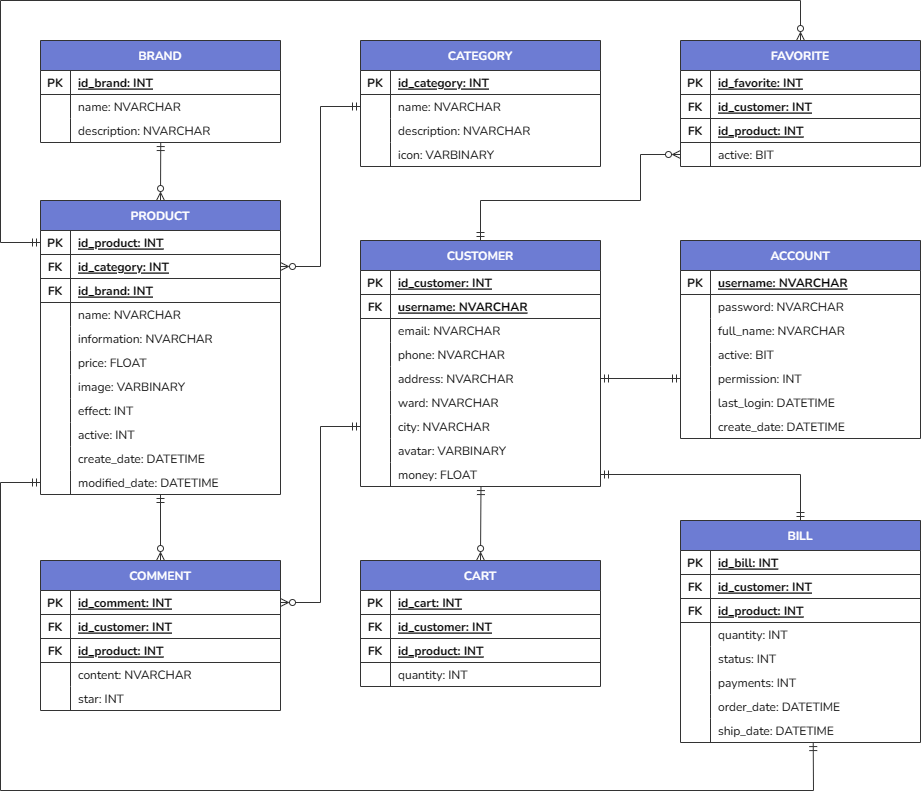 BRAND
PK id_brand: INT
name: NVARCHAR
description: NVARCHAR
CATEGORY
PK id_category: INT
name: NVARCHAR
description: NVARCHAR
icon: VARBINARY
FAVORITE
PK id_favorite: INT
FK id_customer: INT
FK id_product: INT
active: BIT
PRODUCT
PK id_product: INT
FK id_category: INT
FK id_brand: INT
name: NVARCHAR
information: NVARCHAR
price: FLOAT
image: VARBINARY
effect: INT
active: INT
create_date: DATETIME
modified_date: DATETIME
CUSTOMER
PK id_customer: INT
FK username: NVARCHAR
email: NVARCHAR
phone: NVARCHAR
address: NVARCHAR
ward: NVARCHAR
city: NVARCHAR
avatar: VARBINARY
money: FLOAT
ACCOUNT
PK username: NVARCHAR
password: NVARCHAR
full_name: NVARCHAR
active: BIT
permission: INT
last_login: DATETIME
create_date: DATETIME
COMMENT
PK id_comment: INT
FK id_customer: INT
FK id_product: INT
content: NVARCHAR
star: INT
CART
PK id_cart: INT
FK id_customer: INT
FK id_product: INT
quantity: INT
BILL
PK id_bill: INT
FK id_customer: INT
FK id_product: INT
quantity: INT
status: INT
payments: INT
order_date: DATETIME
ship_date: DATETIME